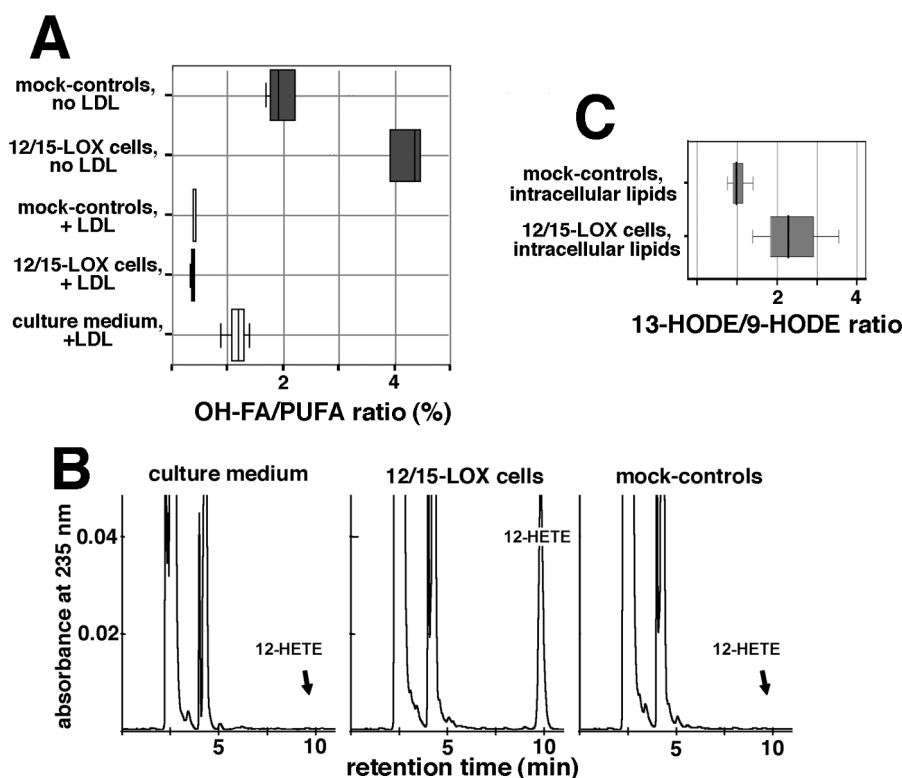 A
mock-controls,
no LDL
12/15-LOX cells,
no LDL
mock-controls,
+ LDL
12/15-LOX cells,
+ LDL
culture medium,
+LDL
2 4
OH-FA/PUFA ratio (%)
C
mock-controls,
intracellular lipids
12/15-LOX cells,
intracellular lipids
2 4
13-HODE/9-HODE ratio
B
culture medium 12/15-LOX cells mock-controls
absorbance at 235 nm
0.04
0.02
12-HETE
12-HETE
12-HETE
5 10 5 10 5 10
retention time (min)